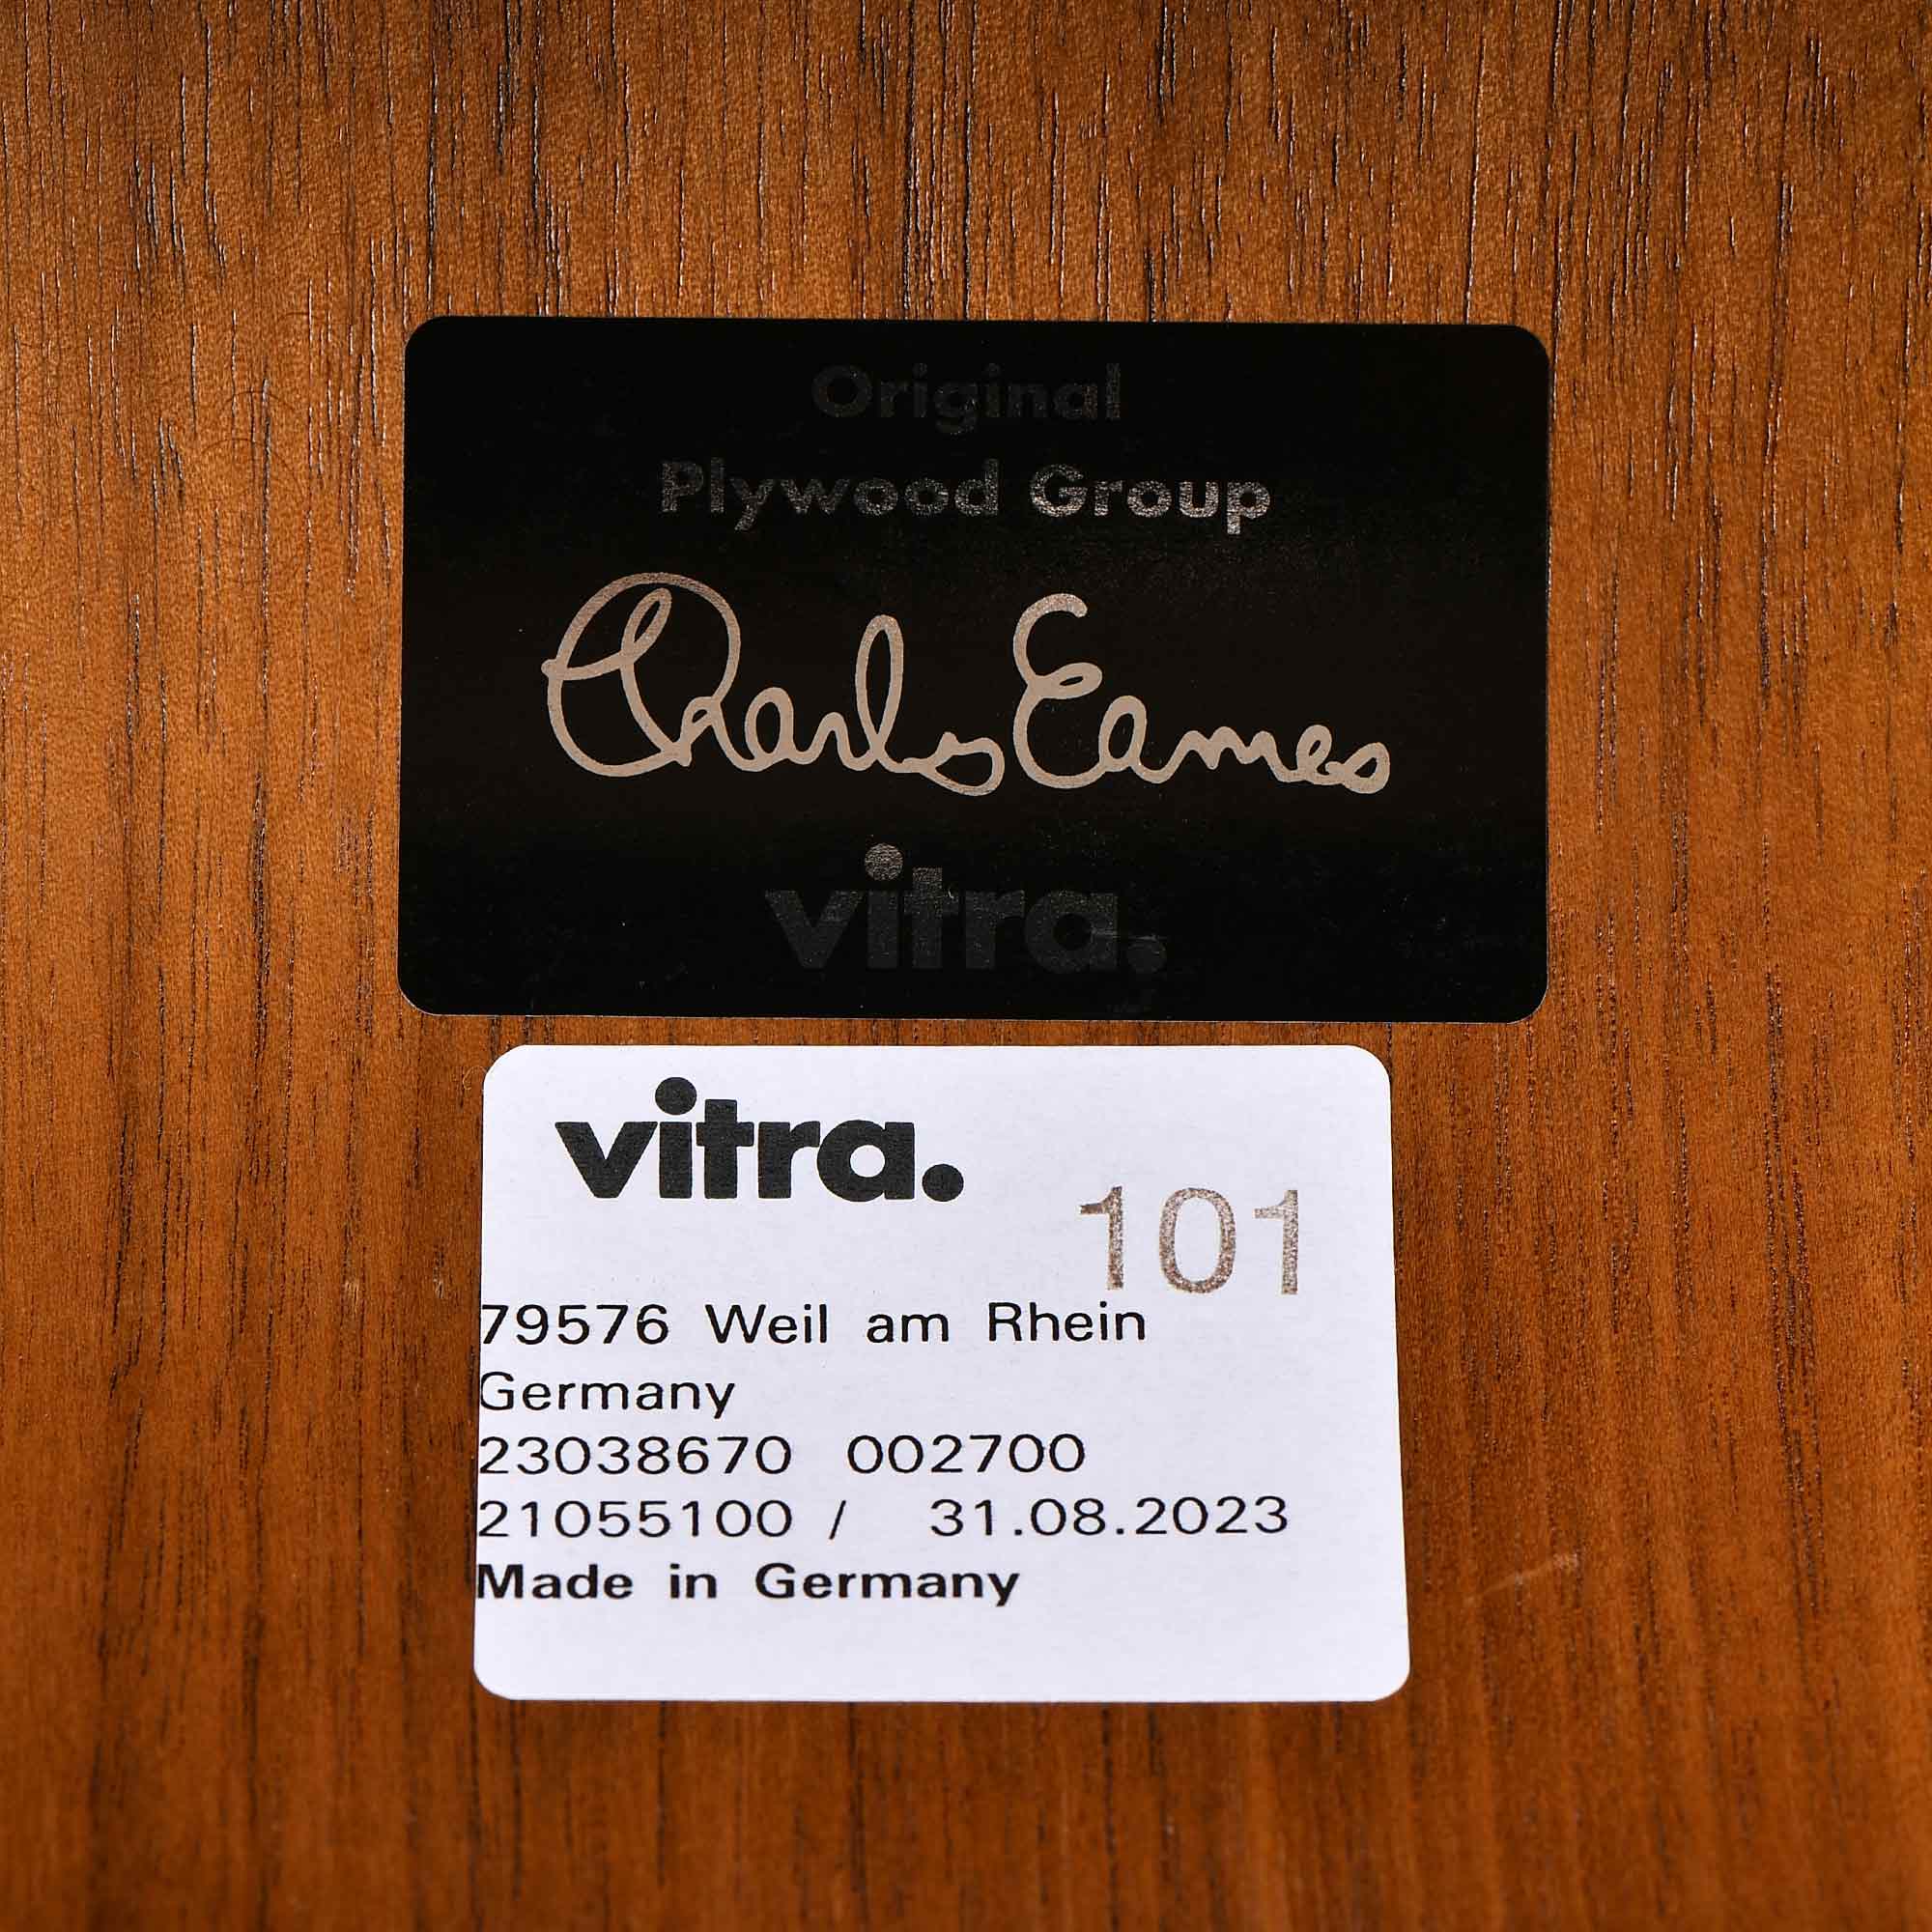 Original
Plywood Group
Charles Eames
vitra.
vitra.
101
79576 Weil am Rhein
Germany
23038670 002700
21055100 / 31.08.2023
Made in Germany